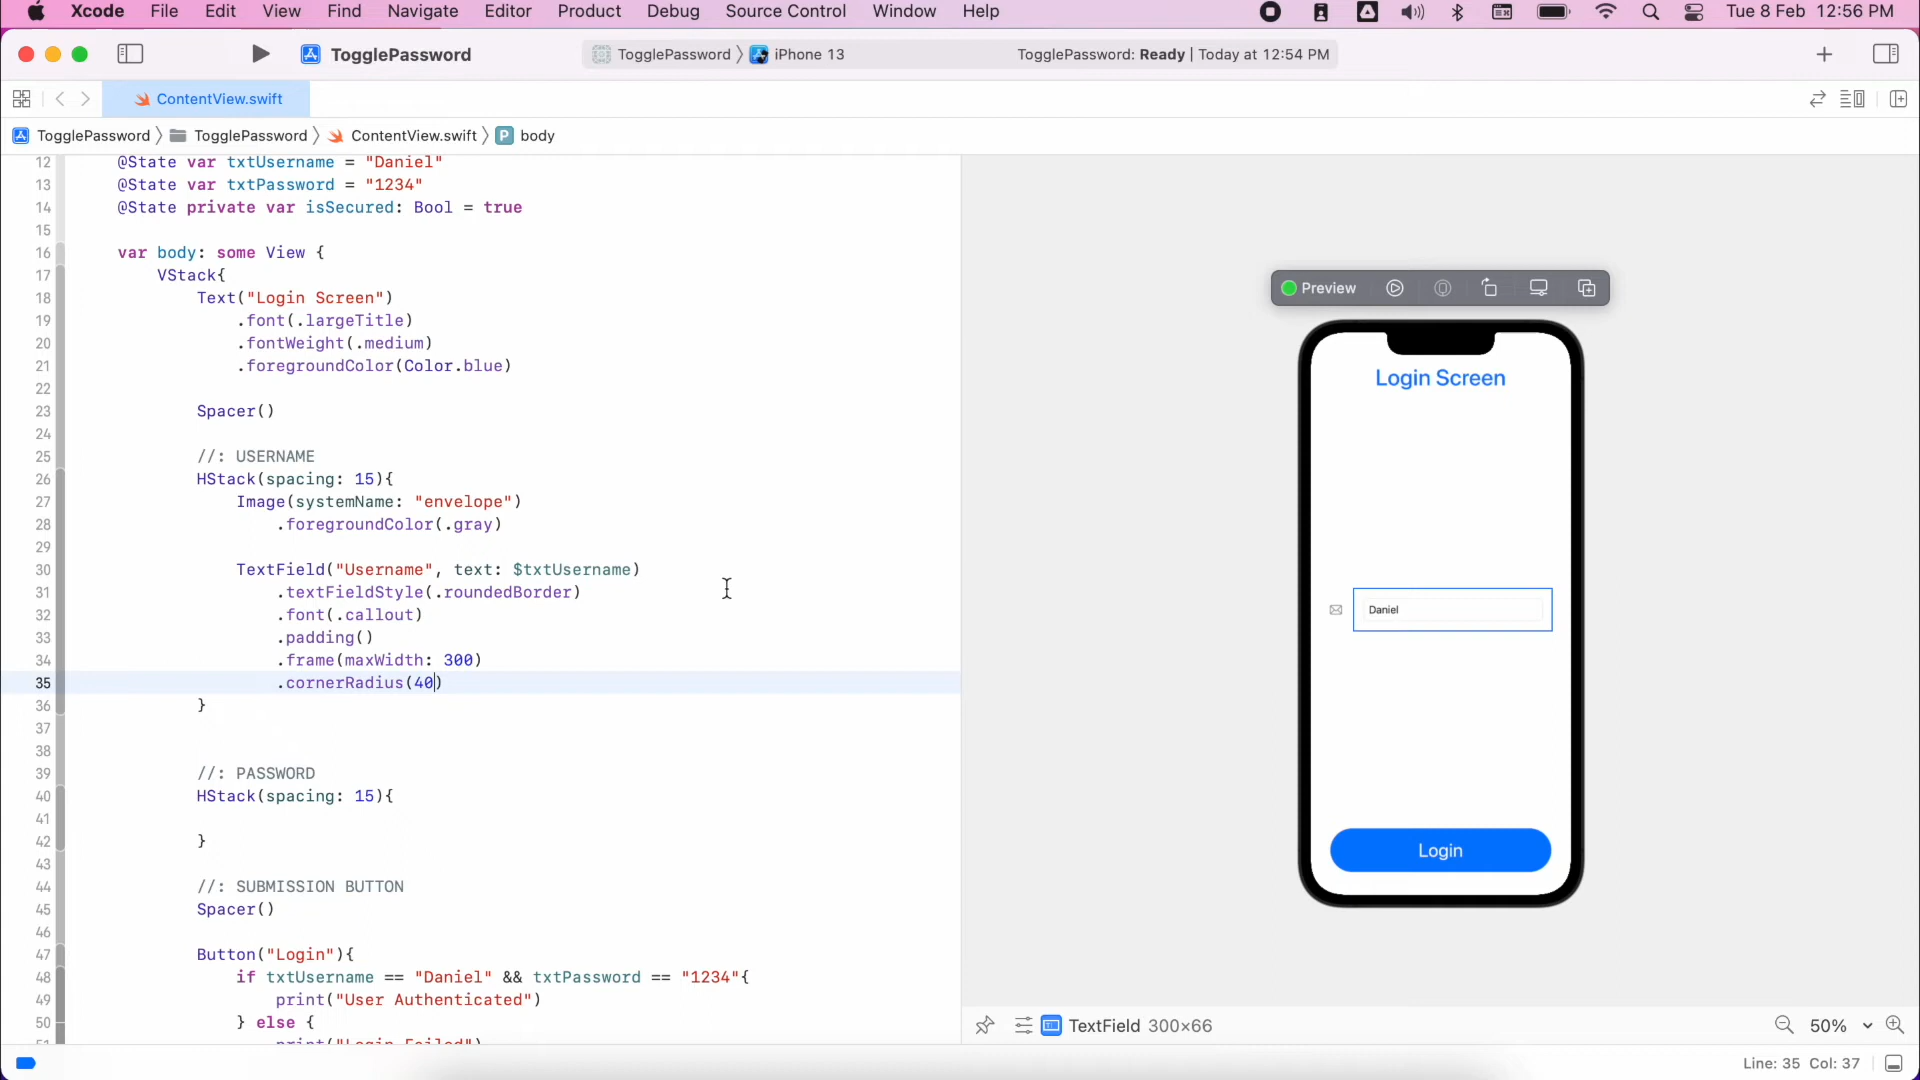 Xcode File Edit View Find Navigate Editor Product Debug Source Control Window Help Tue 8 Feb 12:56 PM
TogglePassword TogglePassword 〉 iPhone 13 TogglePassword: Ready | Today at 12:54 PM
ContentView.swift
TogglePassword 〉 TogglePassword 〉 ContentView.swift 〉 P body
12 @State var txtUsername = "Daniel"
13 @State var txtPassword = "1234"
14 @State private var isSecured: Bool = true
15
16 var body: some View {
17 VStack{
18 Text("Login Screen")
19 .font(.largeTitle)
20 .fontWeight(.medium)
21 .foregroundColor(Color.blue)
22
23 Spacer()
24
25 //: USERNAME
26 HStack(spacing: 15){
27 Image(systemName: "envelope")
28 .foregroundColor(.gray)
29
30 TextField("Username", text: $txtUsername)
31 .textFieldStyle(.roundedBorder)
32 .font(.callout)
33 .padding()
34 .frame(maxWidth: 300)
35 .cornerRadius(40)
36 }
37
38
39 //: PASSWORD
40 HStack(spacing: 15){
41
42 }
43
44 //: SUBMISSION BUTTON
45 Spacer()
46
47 Button("Login"){
48 if txtUsername == "Daniel" && txtPassword == "1234"{
49 print("User Authenticated")
50 } else {
51 print("Login Failed")
Preview
Login Screen
Daniel
Login
TextField 300×66 50%
Line: 35 Col: 37